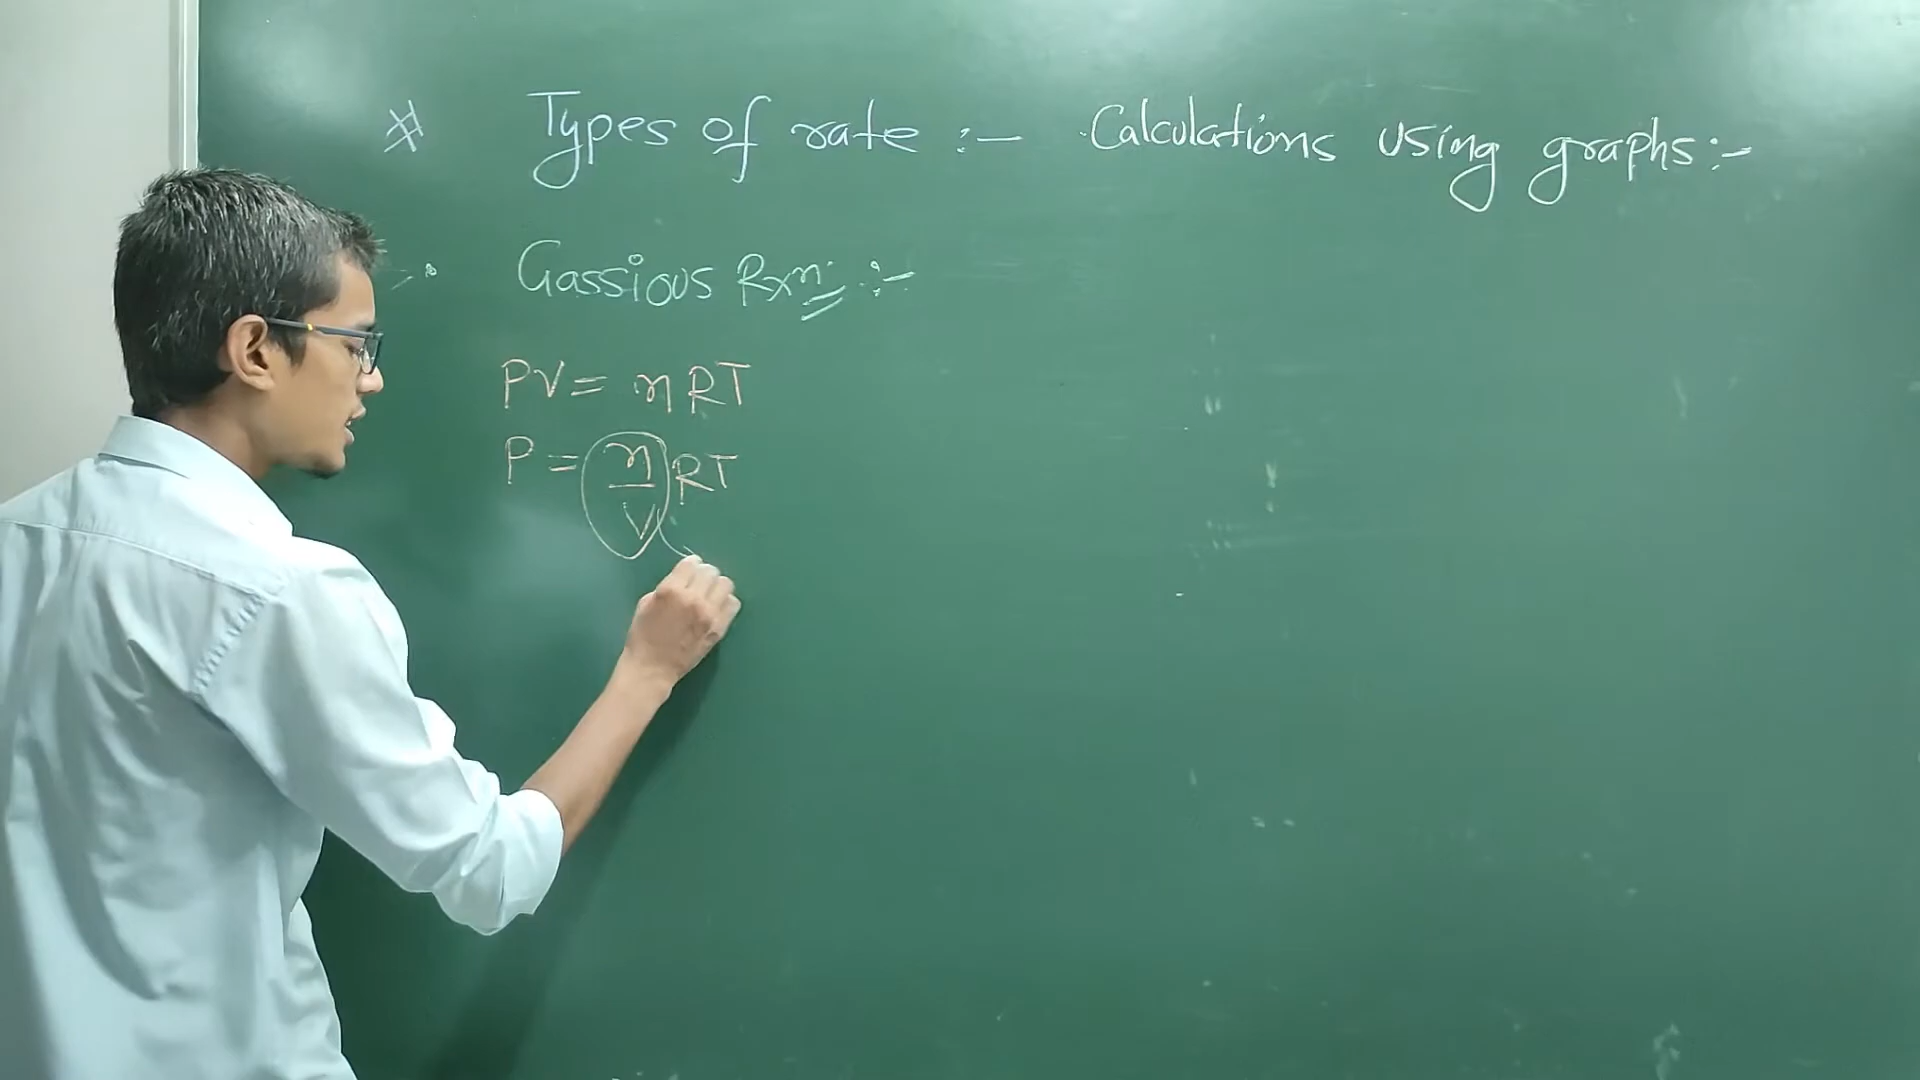 Types of rate :- Calculations using graphs :-
Gassious Rxn :-
PV = nRT
P = n/V RT